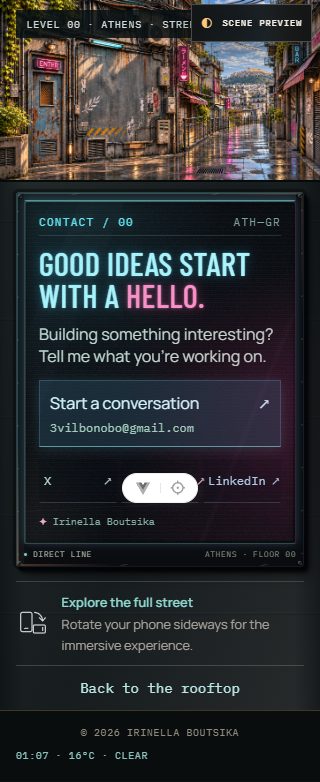 LEVEL 00 · ATHENS ·
SCENE PREVIEW
BAR
CONTACT / 00
ATH—GR
GOOD IDEAS START
WITH A HELLO.
Building something interesting?
Tell me what you're working on.
Start a conversation ↗
3vilbonobo@gmail.com
X ↗
↗
LinkedIn ↗
✦ Irinella Boutsika
• DIRECT LINE
ATHENS · FLOOR 00
Explore the full street
Rotate your phone sideways for the
immersive experience.
Back to the rooftop
© 2026 IRINELLA BOUTSIKA
01:07 · 16°C · CLEAR